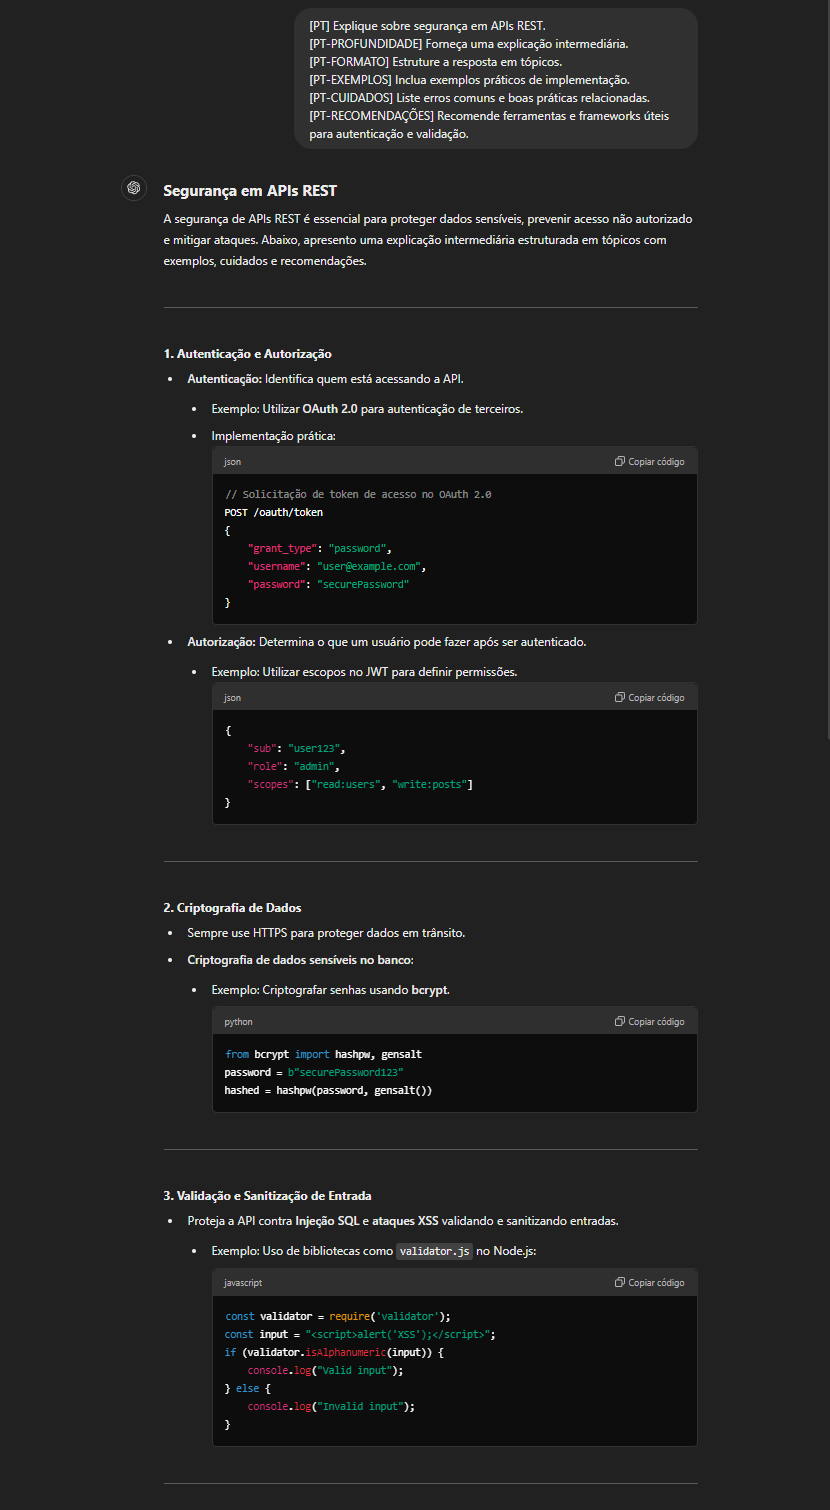 [PT] Explique sobre segurança em APIs REST.
[PT-PROFUNDIDADE] Forneça uma explicação intermediária.
[PT-FORMATO] Estruture a resposta em tópicos.
[PT-EXEMPLOS] Inclua exemplos práticos de implementação.
[PT-CUIDADOS] Liste erros comuns e boas práticas relacionadas.
[PT-RECOMENDAÇÕES] Recomende ferramentas e frameworks úteis
para autenticação e validação.
Segurança em APIs REST
A segurança de APIs REST é essencial para proteger dados sensíveis, prevenir acesso não autorizado
e mitigar ataques. Abaixo, apresento uma explicação intermediária estruturada em tópicos com
exemplos, cuidados e recomendações.
1. Autenticação e Autorização
• Autenticação: Identifica quem está acessando a API.
• Exemplo: Utilizar OAuth 2.0 para autenticação de terceiros.
• Implementação prática:
json Copiar código
// Solicitação de token de acesso no OAuth 2.0
POST /oauth/token
{
    "grant_type": "password",
    "username": "user@example.com",
    "password": "securePassword"
}
• Autorização: Determina o que um usuário pode fazer após ser autenticado.
• Exemplo: Utilizar escopos no JWT para definir permissões.
json Copiar código
{
    "sub": "user123",
    "role": "admin",
    "scopes": ["read:users", "write:posts"]
}
2. Criptografia de Dados
• Sempre use HTTPS para proteger dados em trânsito.
• Criptografia de dados sensíveis no banco:
• Exemplo: Criptografar senhas usando bcrypt.
python Copiar código
from bcrypt import hashpw, gensalt
password = b"securePassword123"
hashed = hashpw(password, gensalt())
3. Validação e Sanitização de Entrada
• Proteja a API contra Injeção SQL e ataques XSS validando e sanitizando entradas.
• Exemplo: Uso de bibliotecas como validator.js no Node.js:
javascript Copiar código
const validator = require('validator');
const input = "<script>alert('XSS');</script>";
if (validator.isAlphanumeric(input)) {
    console.log("Valid input");
} else {
    console.log("Invalid input");
}